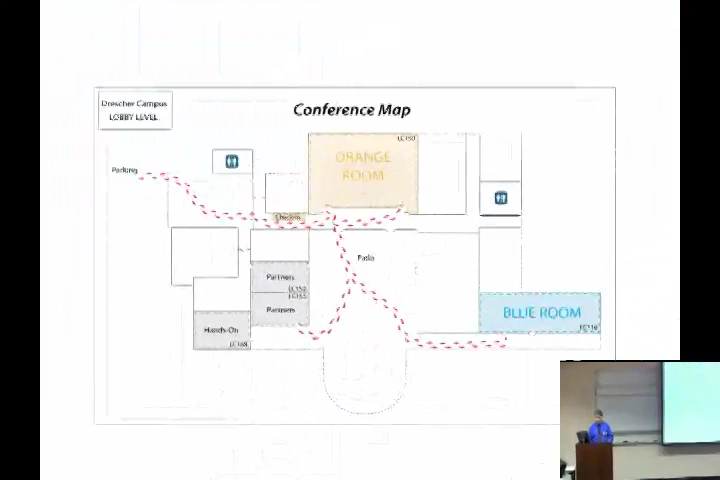 Drescher Campus
LOBBY LEVEL
Conference Map
ORANGE
ROOM
Parking
Patio
Partners
Partners
Hands-On
BLUE ROOM